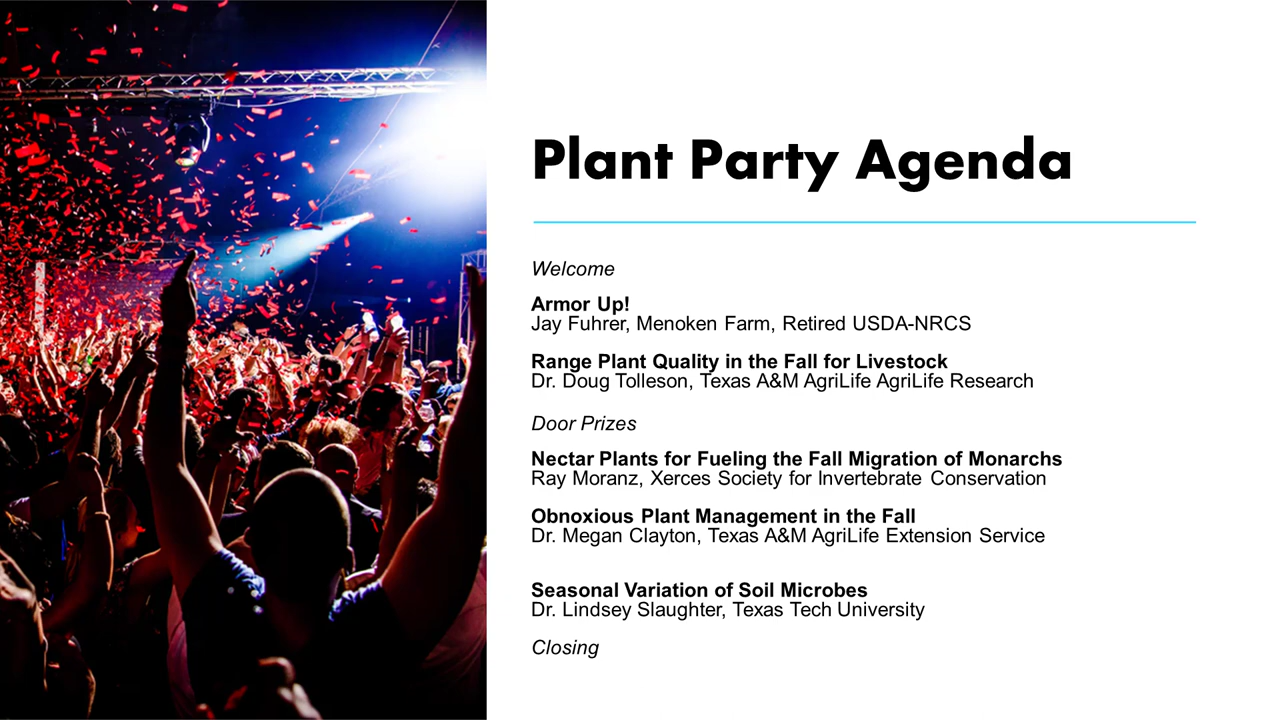 Plant Party Agenda
Welcome
Armor Up!
Jay Fuhrer, Menoken Farm, Retired USDA-NRCS
Range Plant Quality in the Fall for Livestock
Dr. Doug Tolleson, Texas A&M AgriLife AgriLife Research
Door Prizes
Nectar Plants for Fueling the Fall Migration of Monarchs
Ray Moranz, Xerces Society for Invertebrate Conservation
Obnoxious Plant Management in the Fall
Dr. Megan Clayton, Texas A&M AgriLife Extension Service
Seasonal Variation of Soil Microbes
Dr. Lindsey Slaughter, Texas Tech University
Closing